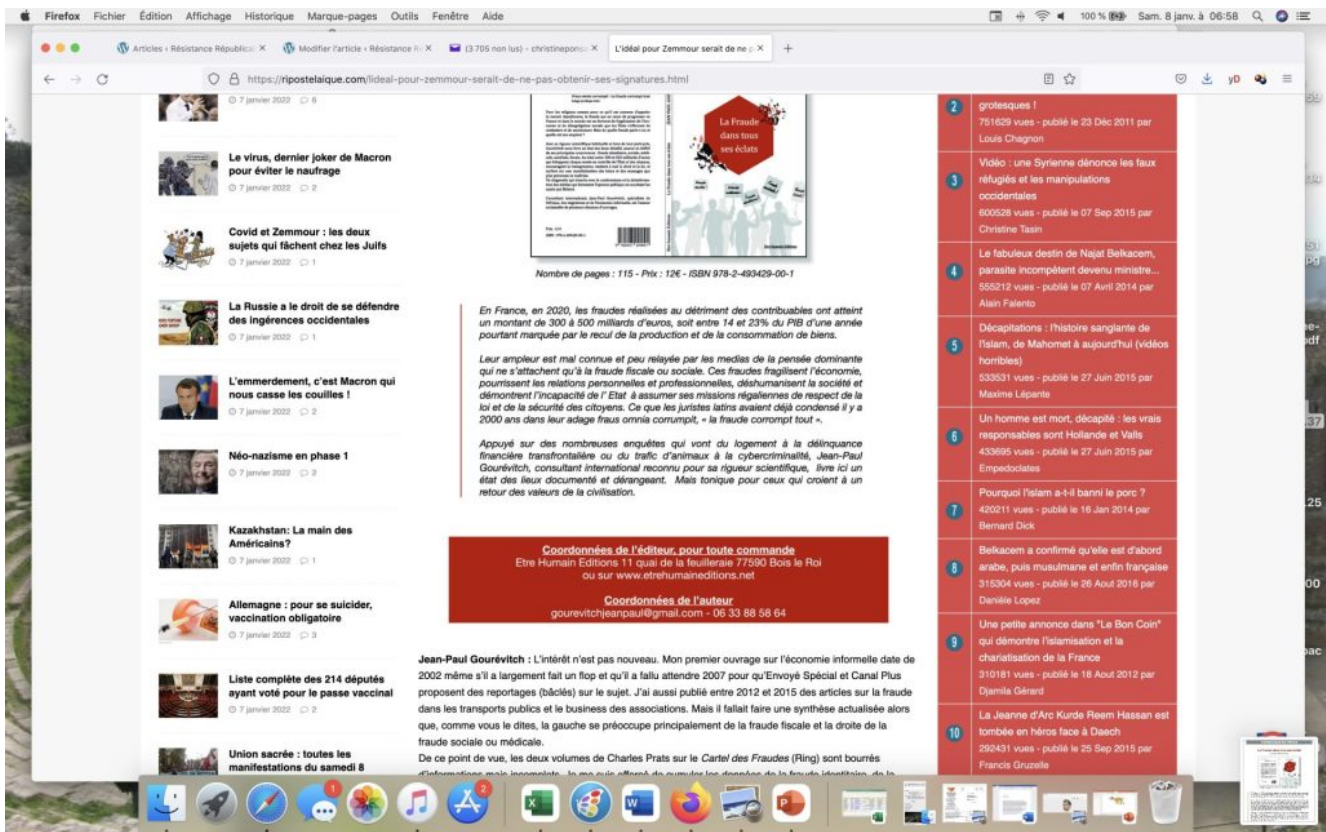 Firefox Fichier Édition Affichage Historique Marque-pages Outils Fenêtre Aide
100 % Sam. 8 janv. à 06:58
Articles ‹ Résistance Républicai
Modifier l'article ‹ Résistance R
(3 705 non lus) - christinepons
L'idéal pour Zemmour serait de ne p
https://ripostelaique.com/lideal-pour-zemmour-serait-de-ne-pas-obtenir-ses-signatures.html
7 janvier 2022 6
Le virus, dernier joker de Macron
pour éviter le naufrage
7 janvier 2022 2
Covid et Zemmour : les deux
sujets qui fâchent chez les Juifs
7 janvier 2022 1
La Russie a le droit de se défendre
des ingérences occidentales
7 janvier 2022 1
L'emmerdement, c'est Macron qui
nous casse les couilles !
7 janvier 2022 2
Néo-nazisme en phase 1
7 janvier 2022 2
Kazakhstan: La main des
Américains?
7 janvier 2022 1
Allemagne : pour se suicider,
vaccination obligatoire
7 janvier 2022 3
Liste complète des 214 députés
ayant voté pour le passe vaccinal
7 janvier 2022 2
Union sacrée : toutes les
manifestations du samedi 8
La Fraude
dans tous
ses éclats
Nombre de pages : 115 - Prix : 12€ - ISBN 978-2-493429-00-1
En France, en 2020, les fraudes réalisées au détriment des contribuables ont atteint
un montant de 300 à 500 milliards d'euros, soit entre 14 et 23% du PIB d'une année
pourtant marquée par le recul de la production et de la consommation de biens.
Leur ampleur est mal connue et peu relayée par les medias de la pensée dominante
qui ne s'attachent qu'à la fraude fiscale ou sociale. Ces fraudes fragilisent l'économie,
pourrissent les relations personnelles et professionnelles, déshumanisent la société et
démontrent l'incapacité de l' Etat à assumer ses missions régaliennes de respect de la
loi et de la sécurité des citoyens. Ce que les juristes latins avaient déjà condensé il y a
2000 ans dans leur adage fraus omnia corrumpit, « la fraude corrompt tout ».
Appuyé sur des nombreuses enquêtes qui vont du logement à la délinquance
financière transfrontalière ou du trafic d'animaux à la cybercriminalité, Jean-Paul
Gourévitch, consultant international reconnu pour sa rigueur scientifique, livre ici un
état des lieux documenté et dérangeant. Mais tonique pour ceux qui croient à un
retour des valeurs de la civilisation.
Coordonnées de l'éditeur, pour toute commande
Etre Humain Editions 11 quai de la feuilleraie 77590 Bois le Roi
ou sur www.etrehumaineditions.net
Coordonnées de l'auteur
gourevitchjeanpaul@gmail.com - 06 33 88 58 64
Jean-Paul Gourévitch : L'intérêt n'est pas nouveau. Mon premier ouvrage sur l'économie informelle date de
2002 même s'il a largement fait un flop et qu'il a fallu attendre 2007 pour qu'Envoyé Spécial et Canal Plus
proposent des reportages (bâclés) sur le sujet. J'ai aussi publié entre 2012 et 2015 des articles sur la fraude
dans les transports publics et le business des associations. Mais il fallait faire une synthèse actualisée alors
que, comme vous le dites, la gauche se préoccupe principalement de la fraude fiscale et la droite de la
fraude sociale ou médicale.
De ce point de vue, les deux volumes de Charles Prats sur le Cartel des Fraudes (Ring) sont bourrés
2
grotesques !
751629 vues - publié le 23 Déc 2011 par
Louis Chagnon
3
Vidéo : une Syrienne dénonce les faux
réfugiés et les manipulations
occidentales
600528 vues - publié le 07 Sep 2015 par
Christine Tasin
4
Le fabuleux destin de Najat Belkacem,
parasite incompétent devenu ministre...
555212 vues - publié le 07 Avril 2014 par
Alain Falento
5
Décapitations : l'histoire sanglante de
l'islam, de Mahomet à aujourd'hui (vidéos
horribles)
533531 vues - publié le 27 Juin 2015 par
Maxime Lépante
6
Un homme est mort, décapité : les vrais
responsables sont Hollande et Valls
433695 vues - publié le 27 Juin 2015 par
Empedoclates
7
Pourquoi l'islam a-t-il banni le porc ?
420211 vues - publié le 16 Jan 2014 par
Bernard Dick
8
Belkacem a confirmé qu'elle est d'abord
arabe, puis musulmane et enfin française
315304 vues - publié le 26 Aout 2016 par
Danièle Lopez
9
Une petite annonce dans "Le Bon Coin"
qui démontre l'islamisation et la
chariatisation de la France
310181 vues - publié le 18 Aout 2012 par
Djamila Gérard
10
La Jeanne d'Arc Kurde Reem Hassan est
tombée en héros face à Daech
292431 vues - publié le 25 Sep 2015 par
Francis Gruzelle